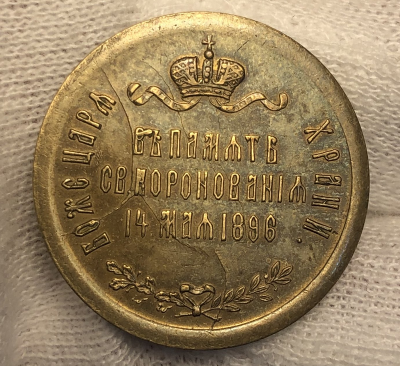 БОЖЕ ЦАРЯ
ХРАНИ.
ВЪ ПАМЯТЬ
СВ. КОРОНОВАНІЯ
14 МАЯ 1896